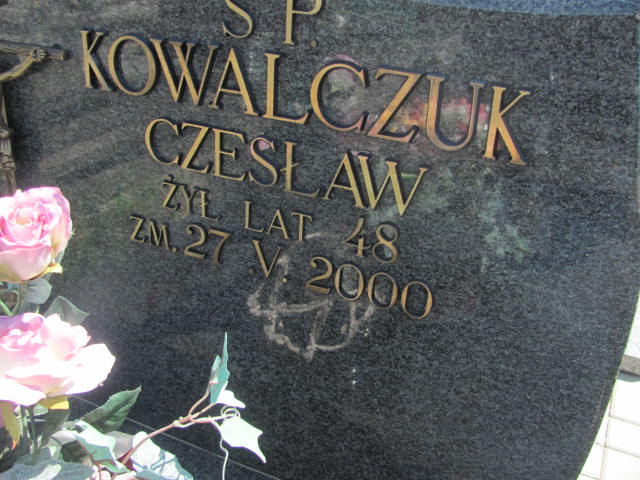 Ś P.
KOWALCZUK
CZESŁAW
ŻYŁ LAT 48
ZM. 27.V.2000